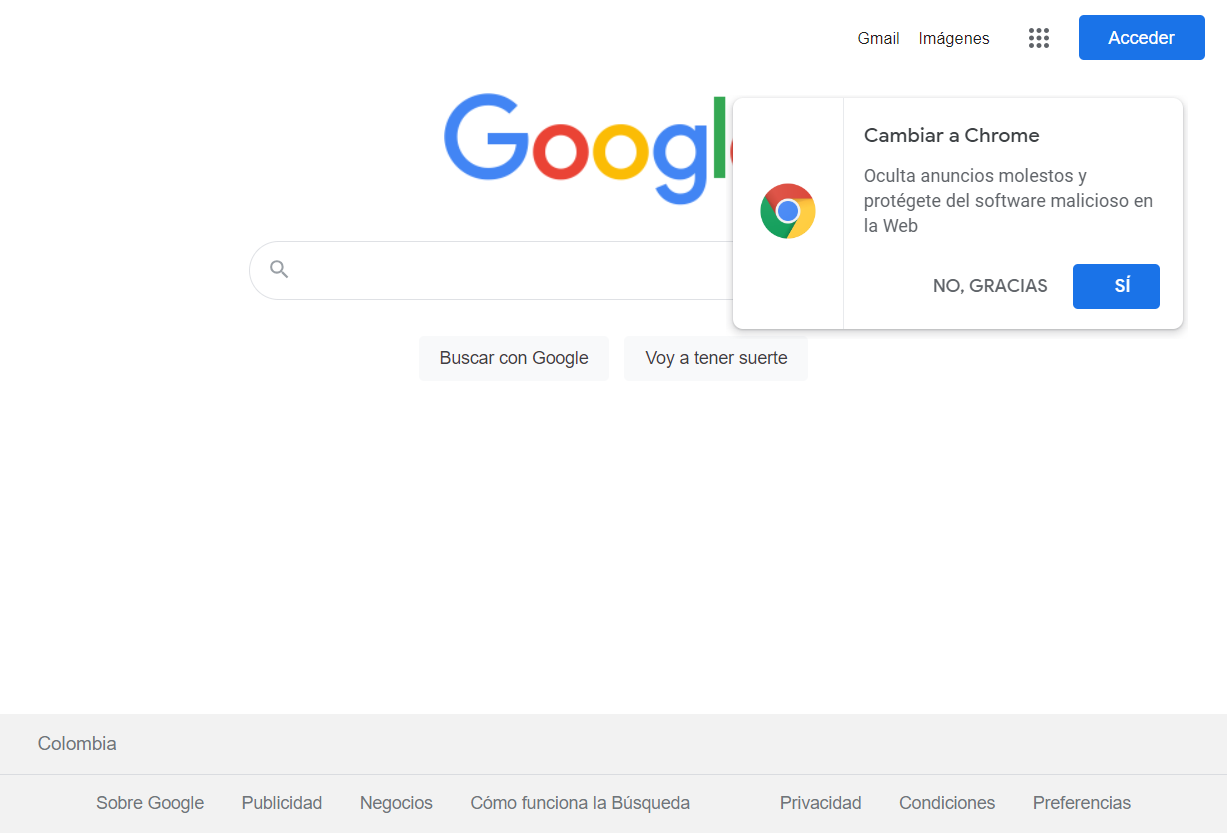 Gmail Imágenes Acceder
Googl
Cambiar a Chrome
Oculta anuncios molestos y
protégete del software malicioso en
la Web
NO, GRACIAS SÍ
Buscar con Google Voy a tener suerte
Colombia
Sobre Google Publicidad Negocios Cómo funciona la Búsqueda Privacidad Condiciones Preferencias